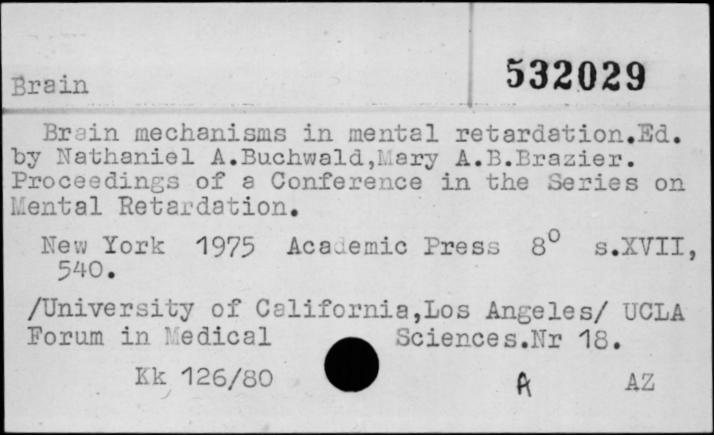 532029
Brain
Brain mechanisms in mental retardation.Ed.
by Nathaniel A.Buchwald,Mary A.B.Brazier.
Proceedings of a Conference in the Series on
Mental Retardation.
New York 1975 Academic Press 8° s.XVII,
540.
/University of California,Los Angeles/ UCLA
Forum in Medical Sciences.Nr 18.
Kk 126/80 A AZ